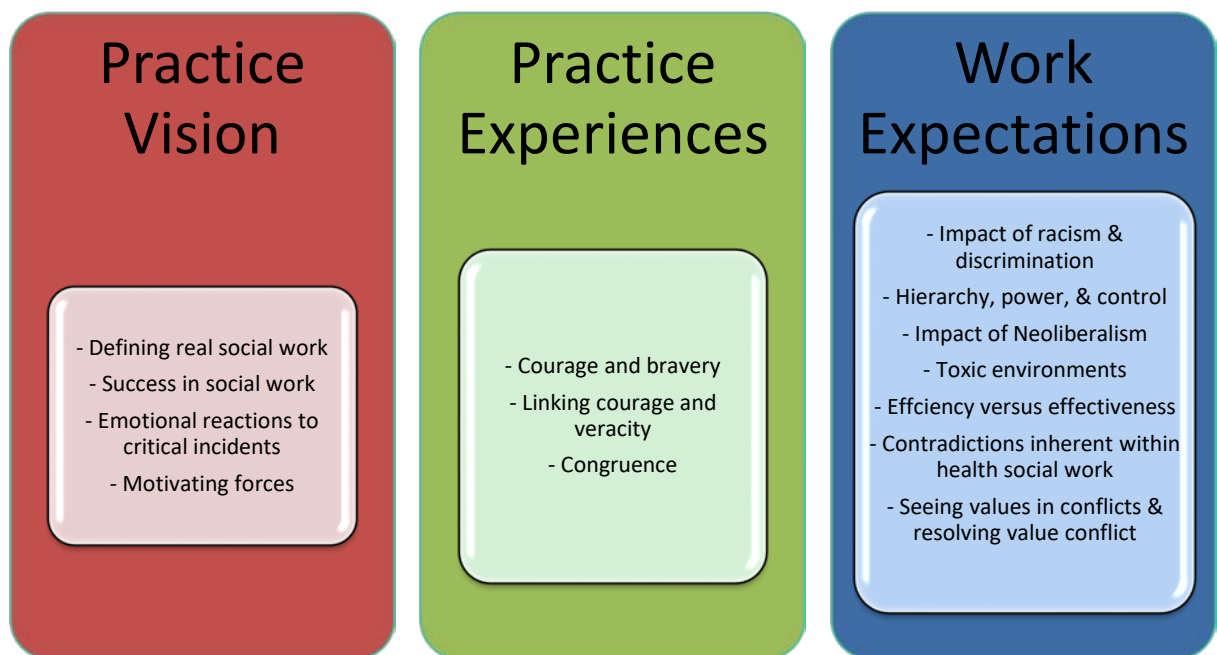 Practice
Vision
- Defining real social work
- Success in social work
- Emotional reactions to
critical incidents
- Motivating forces
Practice
Experiences
- Courage and bravery
- Linking courage and
veracity
- Congruence
Work
Expectations
- Impact of racism &
discrimination
- Hierarchy, power, & control
- Impact of Neoliberalism
- Toxic environments
- Effciency versus effectiveness
- Contradictions inherent within
health social work
- Seeing values in conflicts &
resolving value conflict